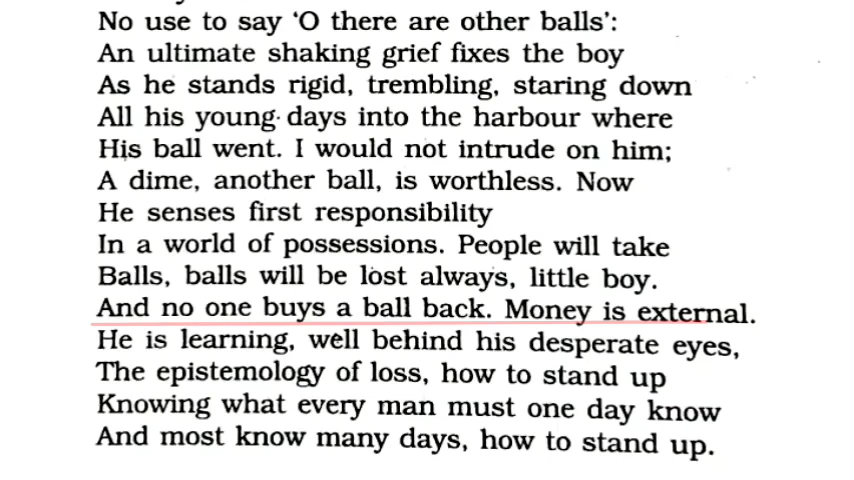 No use to say ‘O there are other balls’:
An ultimate shaking grief fixes the boy
As he stands rigid, trembling, staring down
All his young days into the harbour where
His ball went. I would not intrude on him;
A dime, another ball, is worthless. Now
He senses first responsibility
In a world of possessions. People will take
Balls, balls will be lost always, little boy.
And no one buys a ball back. Money is external.
He is learning, well behind his desperate eyes,
The epistemology of loss, how to stand up
Knowing what every man must one day know
And most know many days, how to stand up.